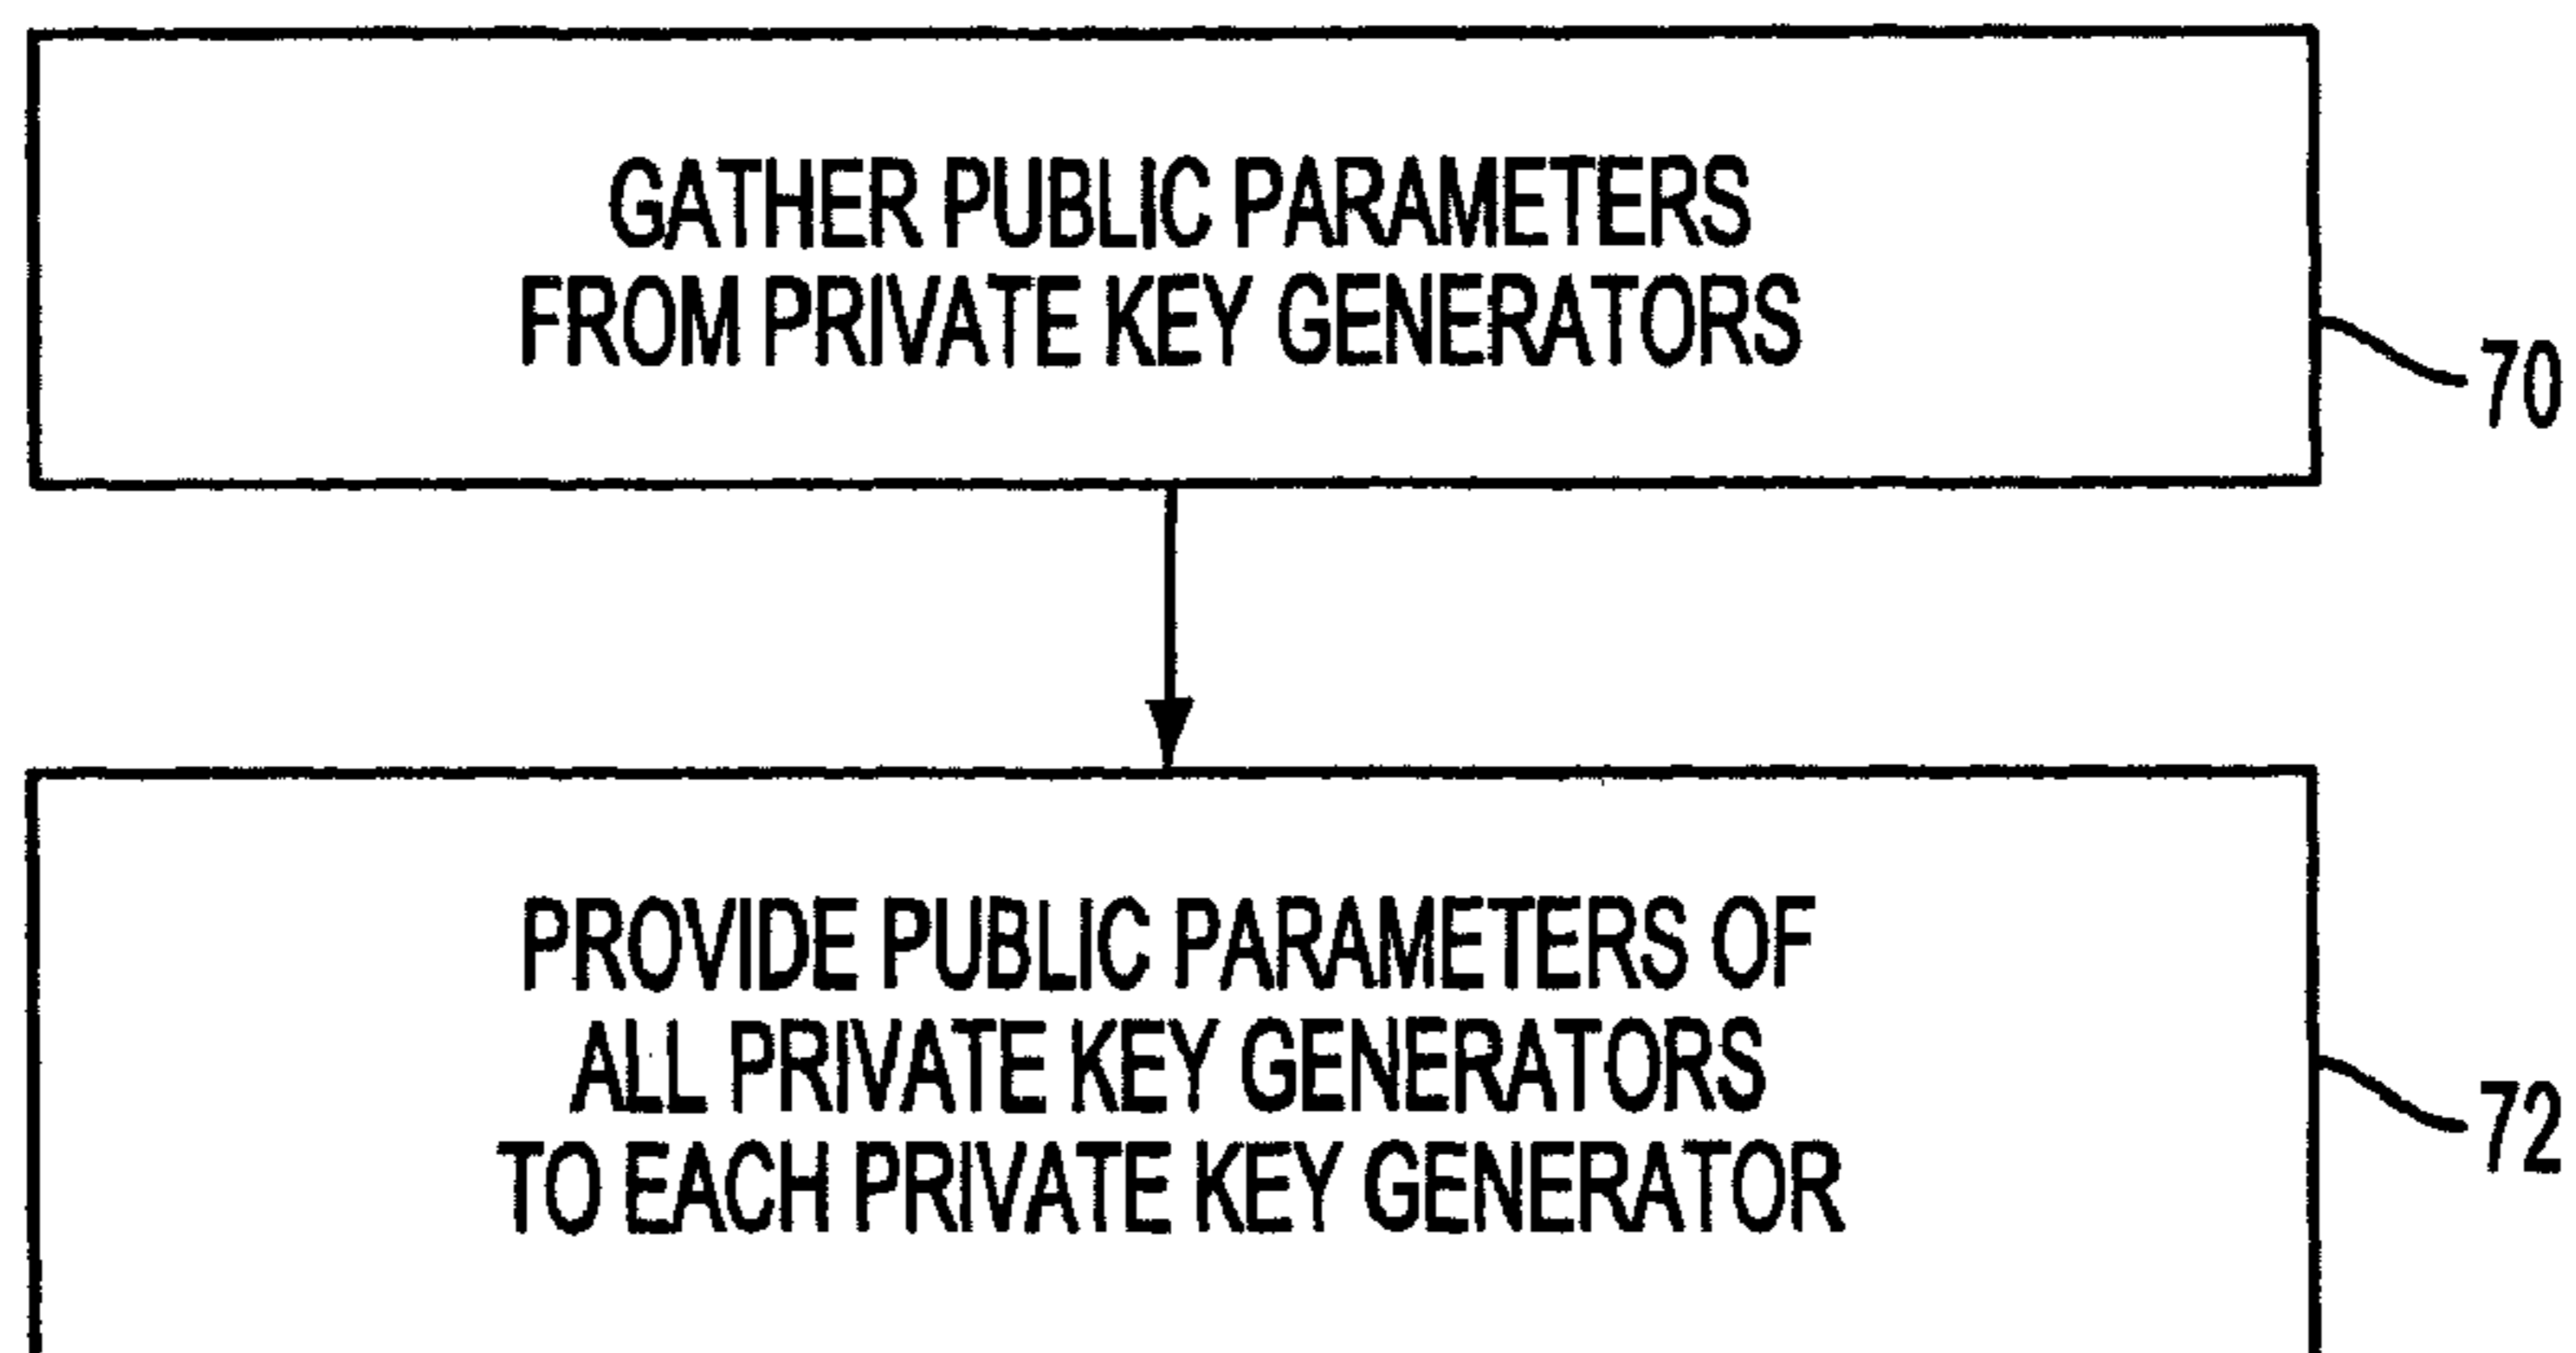 GATHER PUBLIC PARAMETERS
FROM PRIVATE KEY GENERATORS
70
PROVIDE PUBLIC PARAMETERS OF
ALL PRIVATE KEY GENERATORS
TO EACH PRIVATE KEY GENERATOR
72